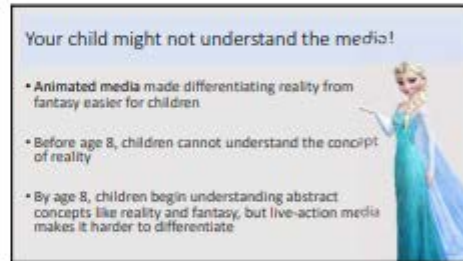 Your child might not understand the media!
• Animated media made differentiating reality from
fantasy easier for children
• Before age 8, children cannot understand the concept
of reality
• By age 8, children begin understanding abstract
concepts like reality and fantasy, but live-action media
makes it harder to differentiate